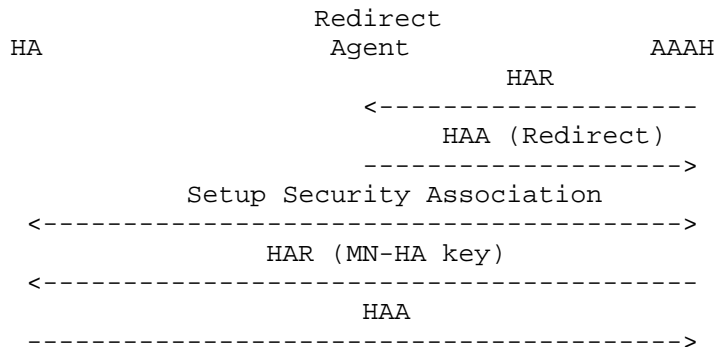 Redirect
HA Agent AAAH
HAR
<---------------------
HAA (Redirect)
--------------------->
Setup Security Association
<---------------------------------------->
HAR (MN-HA key)
<-----------------------------------------
HAA
----------------------------------------->